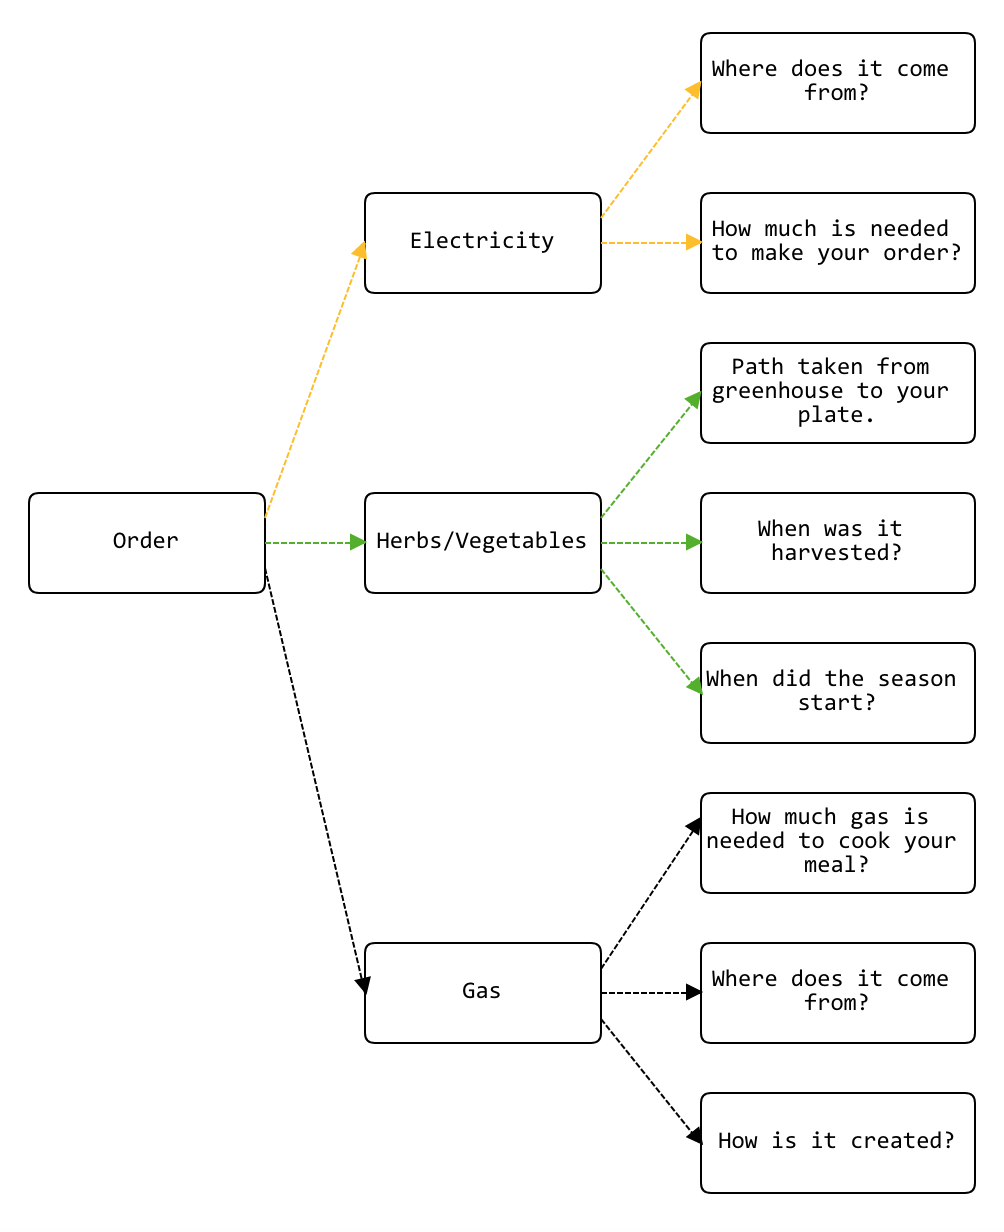 Where does it come
from?
Electricity
How much is needed
to make your order?
Path taken from
greenhouse to your
plate.
Order
Herbs/Vegetables
When was it
harvested?
When did the season
start?
How much gas is
needed to cook your
meal?
Gas
Where does it come
from?
How is it created?